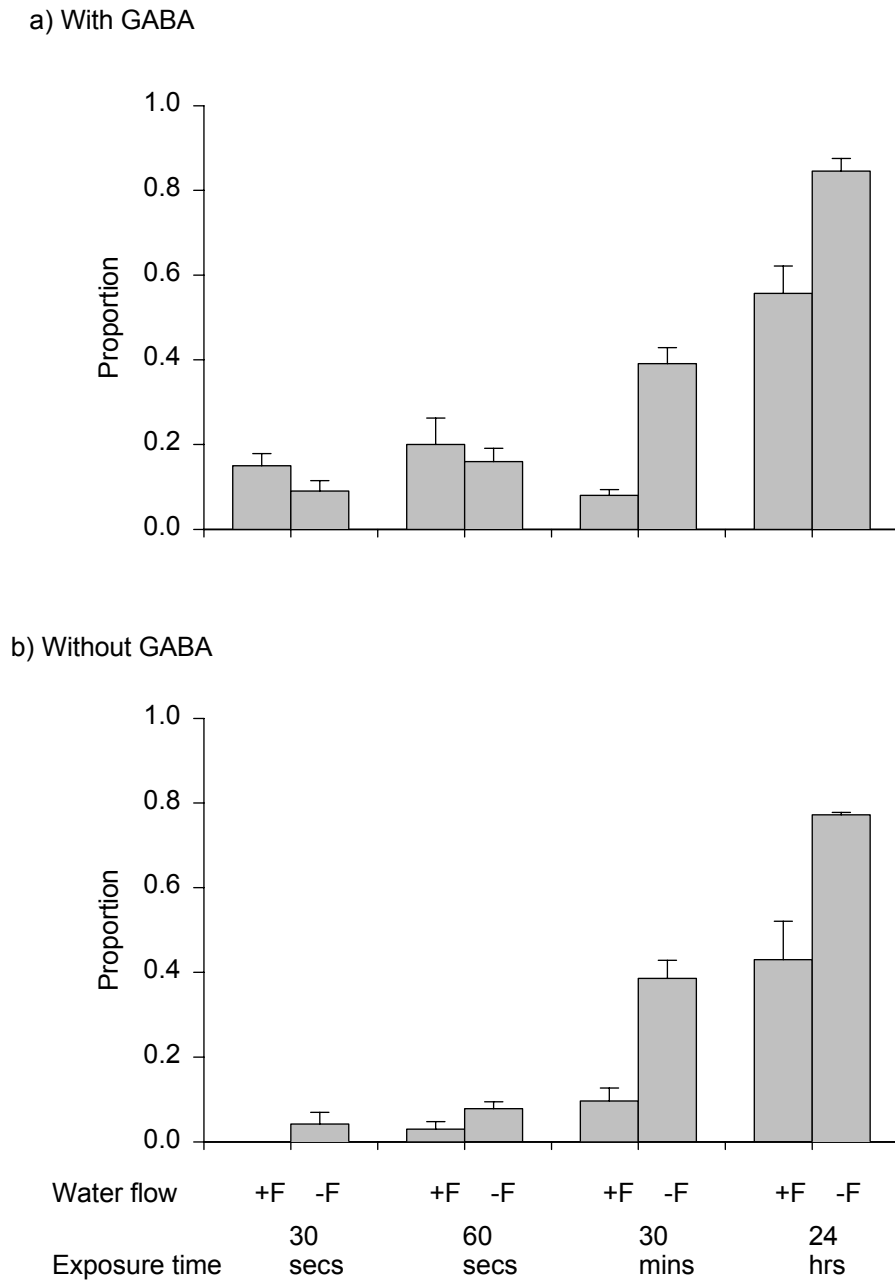 a) With GABA
1.0
0.8
0.6
0.4
0.2
0.0
Proportion
b) Without GABA
1.0
0.8
0.6
0.4
0.2
0.0
Proportion
Water flow +F -F +F -F +F -F +F -F
30 60 30 24
Exposure time secs secs mins hrs